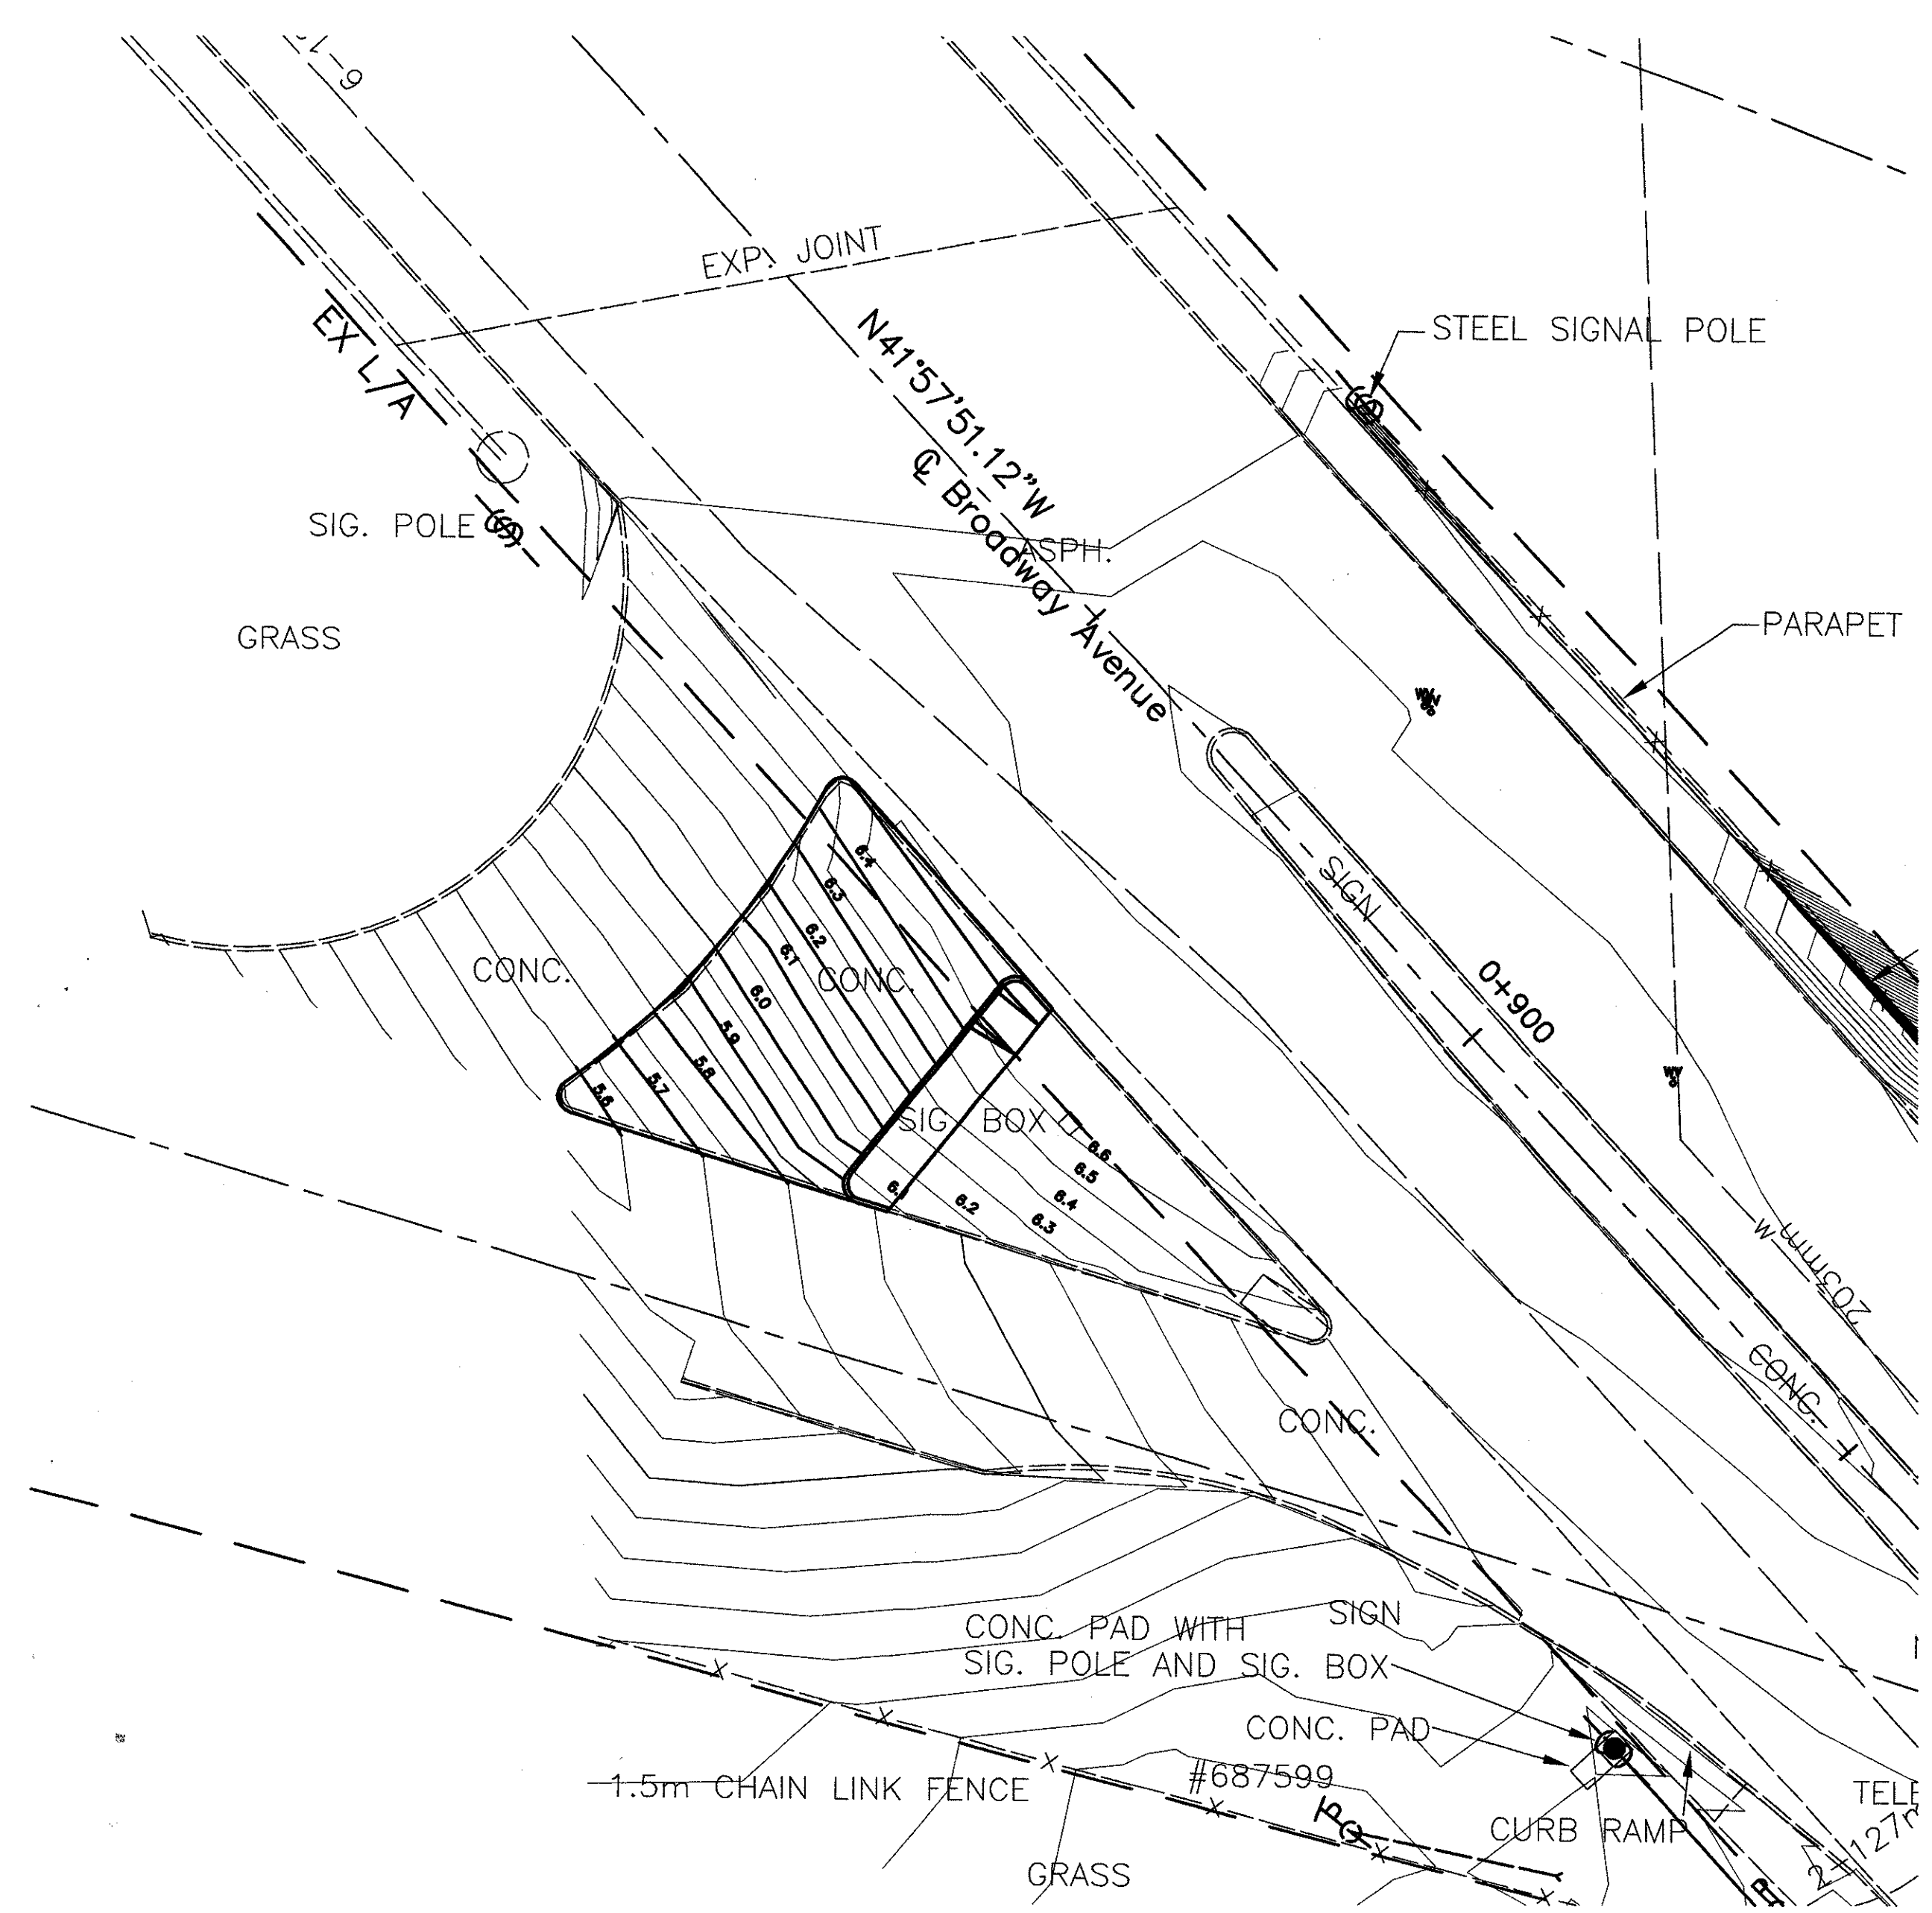 6-1
EXP. JOINT
N41°57'51.12"W
STEEL SIGNAL POLE
EX L/A
℄ Broadway Avenue
SIG. POLE
ASPH.
GRASS
PARAPET
SIGN
6.4
6.3
6.2
6.1
6.0
5.9
5.8
5.7
5.6
CONC.
CONC.
0+900
WV
SIG BOX
6.6
6.5
6.4
6.3
6.2
203mm W
CONC.
CONC.
SIGN
CONC. PAD WITH
SIG. POLE AND SIG. BOX
CONC. PAD
#687599
1.5m CHAIN LINK FENCE
CURB RAMP
TELE
127
GRASS